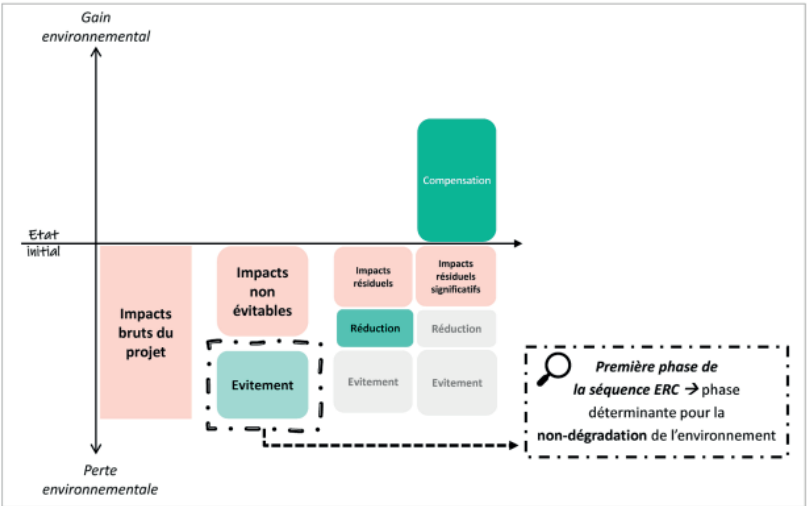 Gain
environnemental
Compensation
Etat
initial
Impacts
bruts du
projet
Impacts
non
évitables
Evitement
Impacts
résiduels
Réduction
Evitement
Impacts
résiduels
significatifs
Réduction
Evitement
Première phase de
la séquence ERC → phase
déterminante pour la
non-dégradation de l'environnement
Perte
environnementale